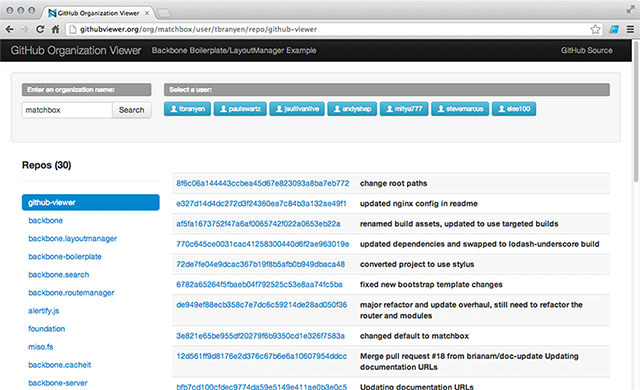 GitHub Organization Viewer
githubviewer.org/org/matchbox/user/tbranyen/repo/github-viewer
GitHub Organization Viewer Backbone Boilerplate/LayoutManager Example GitHub Source
Enter an organization name: Select a user:
matchbox Search tbranyen paulswartz jsullivanlive andyshep mitya777 stevemarcus elee100
Repos (30)
8f6c06a144443ccbea45d67e823093a8ba7eb772 change root paths
github-viewer
e327d14d4dc272d3f24360ea7c84b3a132ae49f1 updated nginx config in readme
backbone
af5fa1673752f47a6af0065742f022a0653eb22a renamed build assets, updated to use targeted builds
backbone.layoutmanager
770c645ce0031cac41258300440d6f2ae963019e updated dependencies and swapped to lodash-underscore build
backbone-boilerplate
72de7fe04e9dcac367b19f8b5afb0b949dbaca48 converted project to use stylus
backbone.search
6782a65264f5fbaeb04f792525c53e8aa74fc5ba fixed new bootstrap template changes
backbone.routemanager
de949ef88ecb358c7e7dc6c59214de28ad050f36 major refactor and update overhaul, still need to refactor the
router and modules
alertify.js
foundation
3e821e65be955df20279f6b9350cd1e326f7583a changed default to matchbox
miso.fs
12d561ff9d8176e2d376c67b6e6a10607954ddcc Merge pull request #18 from brianam/doc-update Updating
documentation URLs
backbone.cacheit
backbone-server
bfb7cd100cfdec9774da59e5149e411ae0b3e0c5 Updating documentation URLs